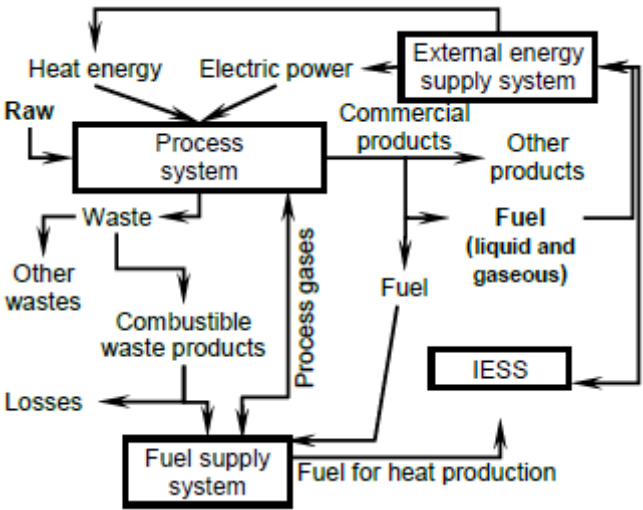 External energy
supply system
Heat energy
Electric power
Raw
Commercial
products
Process
system
Other
products
Waste
Fuel
(liquid and
gaseous)
Other
wastes
Process gases
Fuel
Combustible
waste products
IESS
Losses
Fuel supply
system
Fuel for heat production